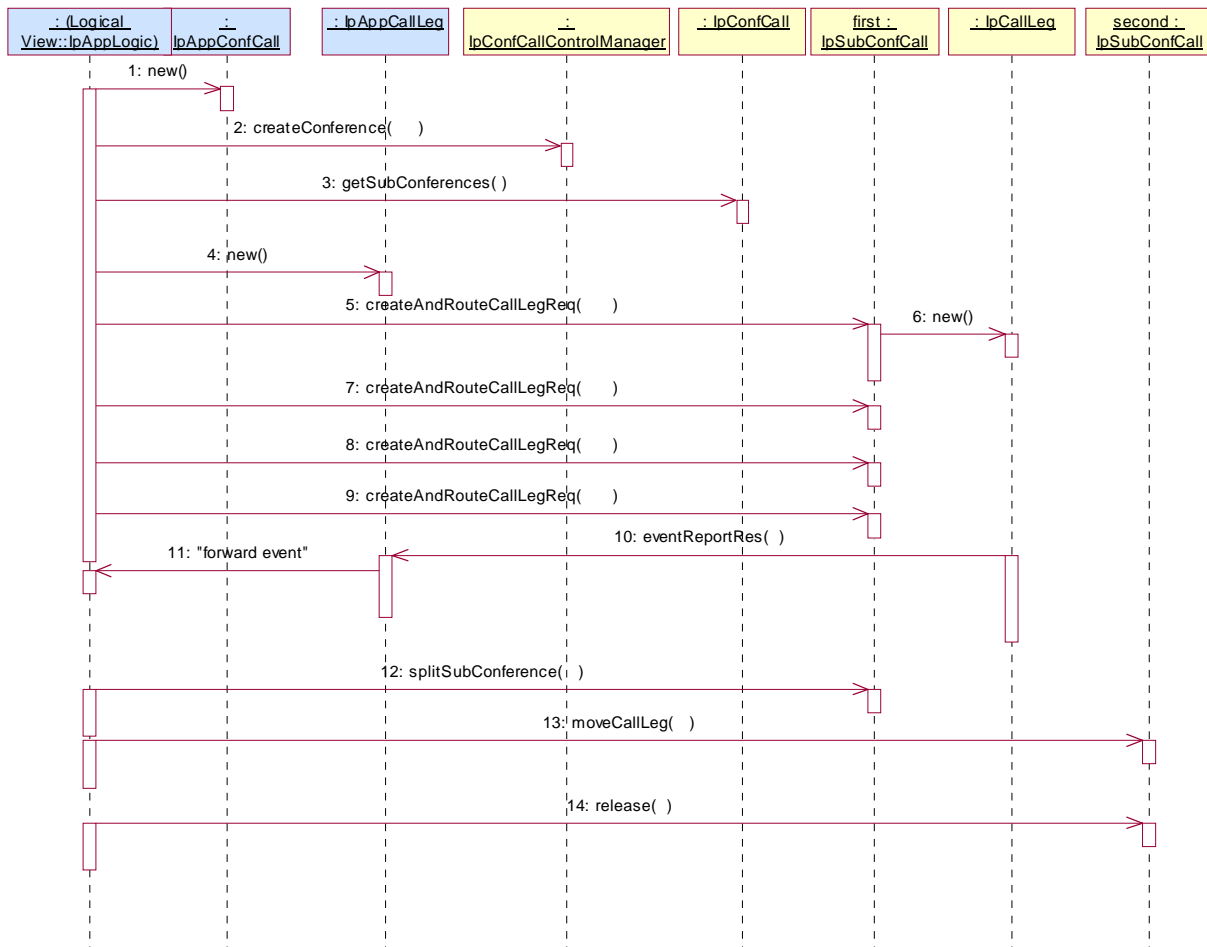 : (Logical
View::IpAppLogic)
:
IpAppConfCall
: IpAppCallLeg
:
IpConfCallControlManager
: IpConfCall
first :
IpSubConfCall
: IpCallLeg
second :
IpSubConfCall
1: new()
2: createConference( )
3: getSubConferences( )
4: new()
5: createAndRouteCallLegReq( )
6: new()
7: createAndRouteCallLegReq( )
8: createAndRouteCallLegReq( )
9: createAndRouteCallLegReq( )
10: eventReportRes( )
11: "forward event"
12: splitSubConference( )
13: moveCallLeg( )
14: release( )